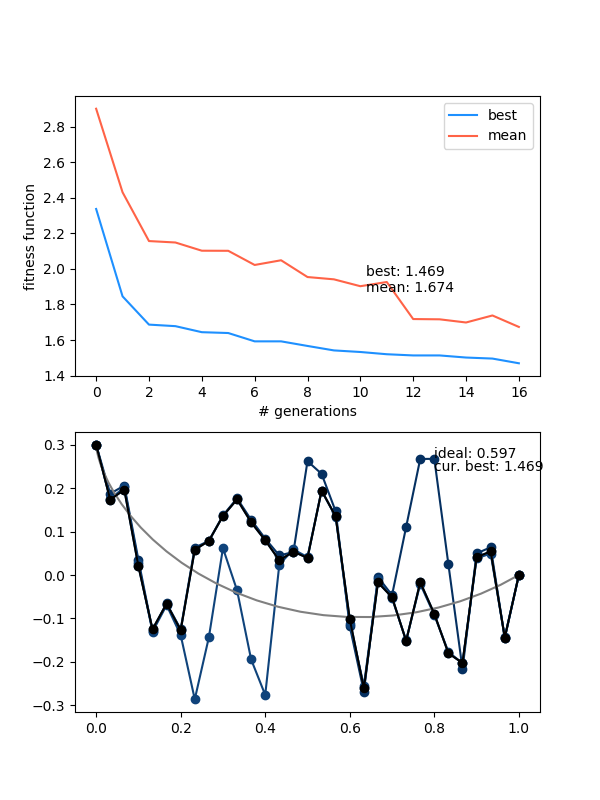 2.8
2.6
2.4
2.2
2.0
1.8
1.6
1.4
fitness function
best
mean
best: 1.469
mean: 1.674
0 2 4 6 8 10 12 14 16
# generations
0.3
0.2
0.1
0.0
−0.1
−0.2
−0.3
ideal: 0.597
cur. best: 1.469
0.0 0.2 0.4 0.6 0.8 1.0